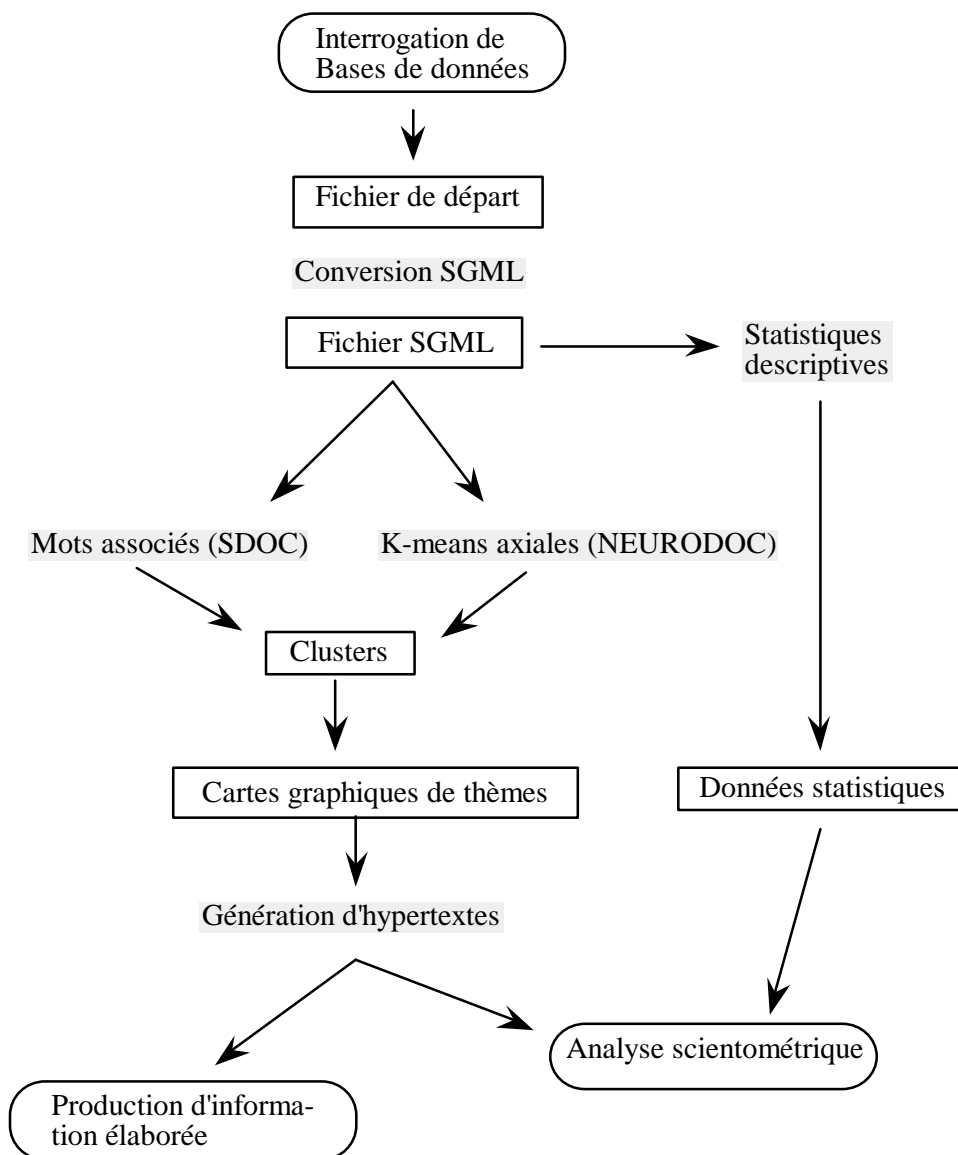 Interrogation de
Bases de données
Fichier de départ
Conversion SGML
Fichier SGML
Statistiques
descriptives
Mots associés (SDOC)
K-means axiales (NEURODOC)
Clusters
Cartes graphiques de thèmes
Données statistiques
Génération d'hypertextes
Analyse scientométrique
Production d'informa-
tion élaborée